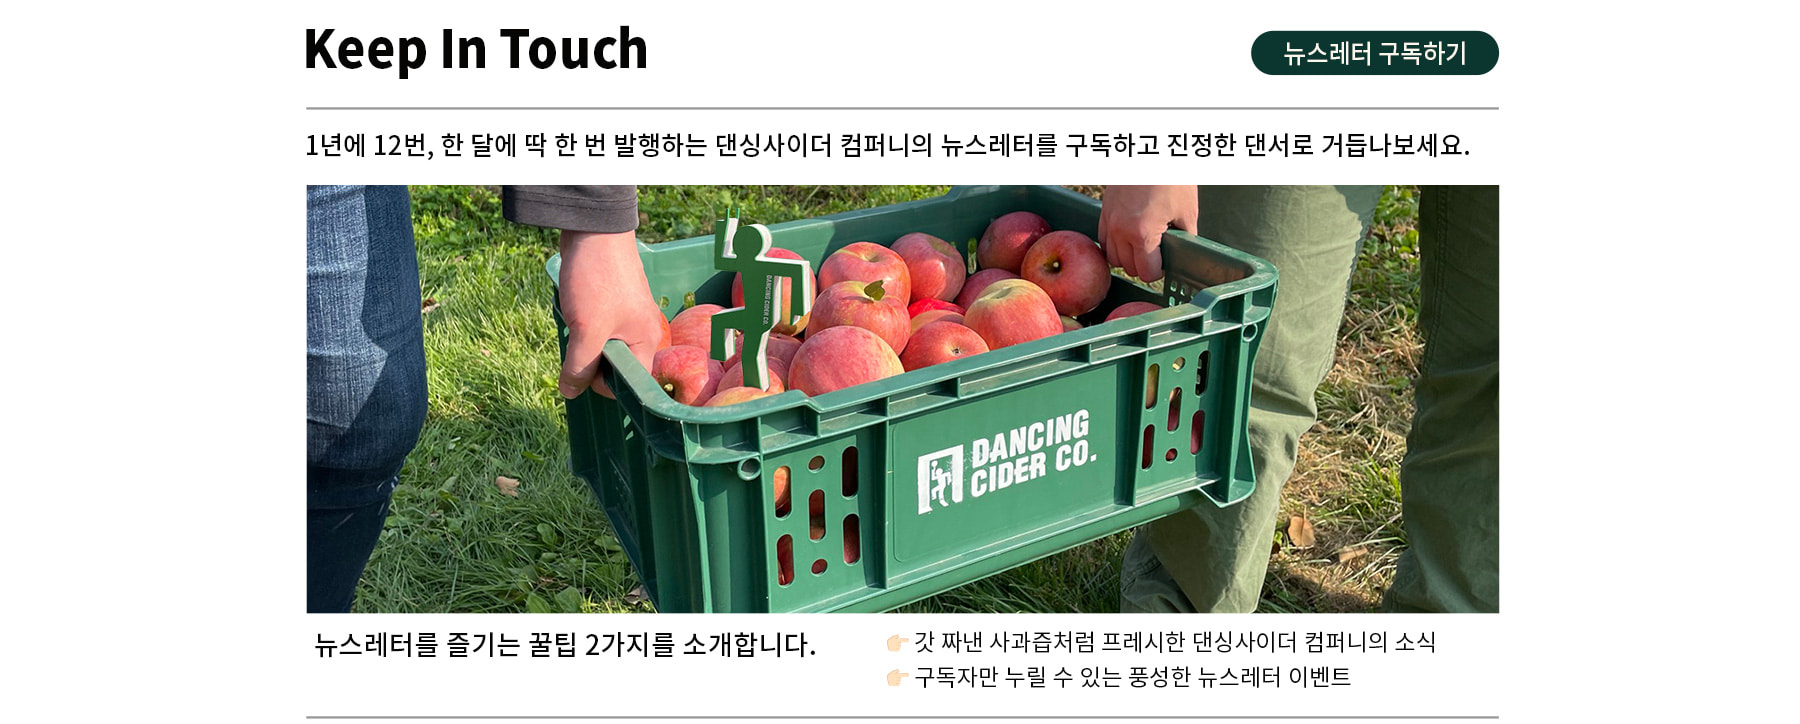 Keep In Touch
뉴스레터 구독하기
1년에 12번, 한 달에 딱 한 번 발행하는 댄싱사이더 컴퍼니의 뉴스레터를 구독하고 진정한 댄서로 거듭나보세요.
DANCING CIDER CO.
DANCING
CIDER CO.
뉴스레터를 즐기는 꿀팁 2가지를 소개합니다.
👉🏻 갓 짜낸 사과즙처럼 프레시한 댄싱사이더 컴퍼니의 소식
👉🏻 구독자만 누릴 수 있는 풍성한 뉴스레터 이벤트